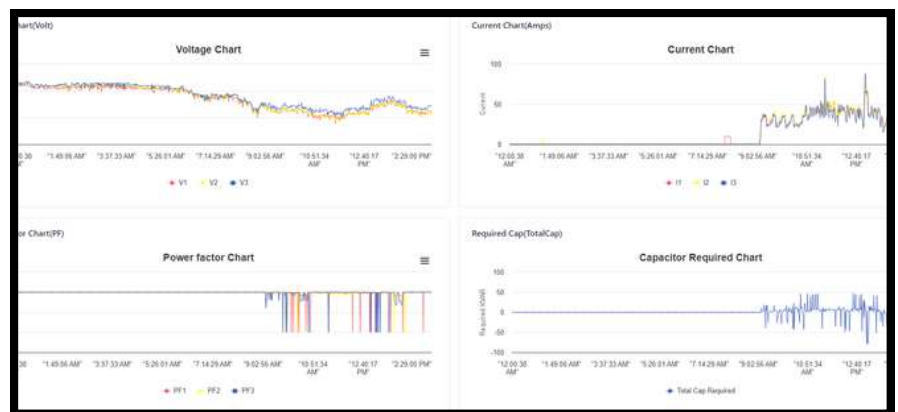 hart(Volt)
Voltage Chart
0:38 "1:49:06 AM" "3:37:33 AM" "5:26:01 AM" "7:14:29 AM" "9:02:56 AM" "10:51:34 AM" "12:40:17 PM" "2:29:00 PM"
V1 V2 V3
Current Chart(Amps)
Current Chart
100
Current
50
0
"12:00:38 AM" "1:49:06 AM" "3:37:33 AM" "5:26:01 AM" "7:14:29 AM" "9:02:56 AM" "10:51:34 AM" "12:40:17 PM"
I1 I2 I3
or Chart(PF)
Power factor Chart
38 "1:49:06 AM" "3:37:33 AM" "5:26:01 AM" "7:14:29 AM" "9:02:56 AM" "10:51:34 AM" "12:40:17 PM" "2:29:00 PM"
PF1 PF2 PF3
Required Cap(TotalCap)
Capacitor Required Chart
100
50
Required KVAR
0
-50
-100
"12:00:38 AM" "1:49:06 AM" "3:37:33 AM" "5:26:01 AM" "7:14:29 AM" "9:02:56 AM" "10:51:34 AM" "12:40:17 PM"
Total Cap Required